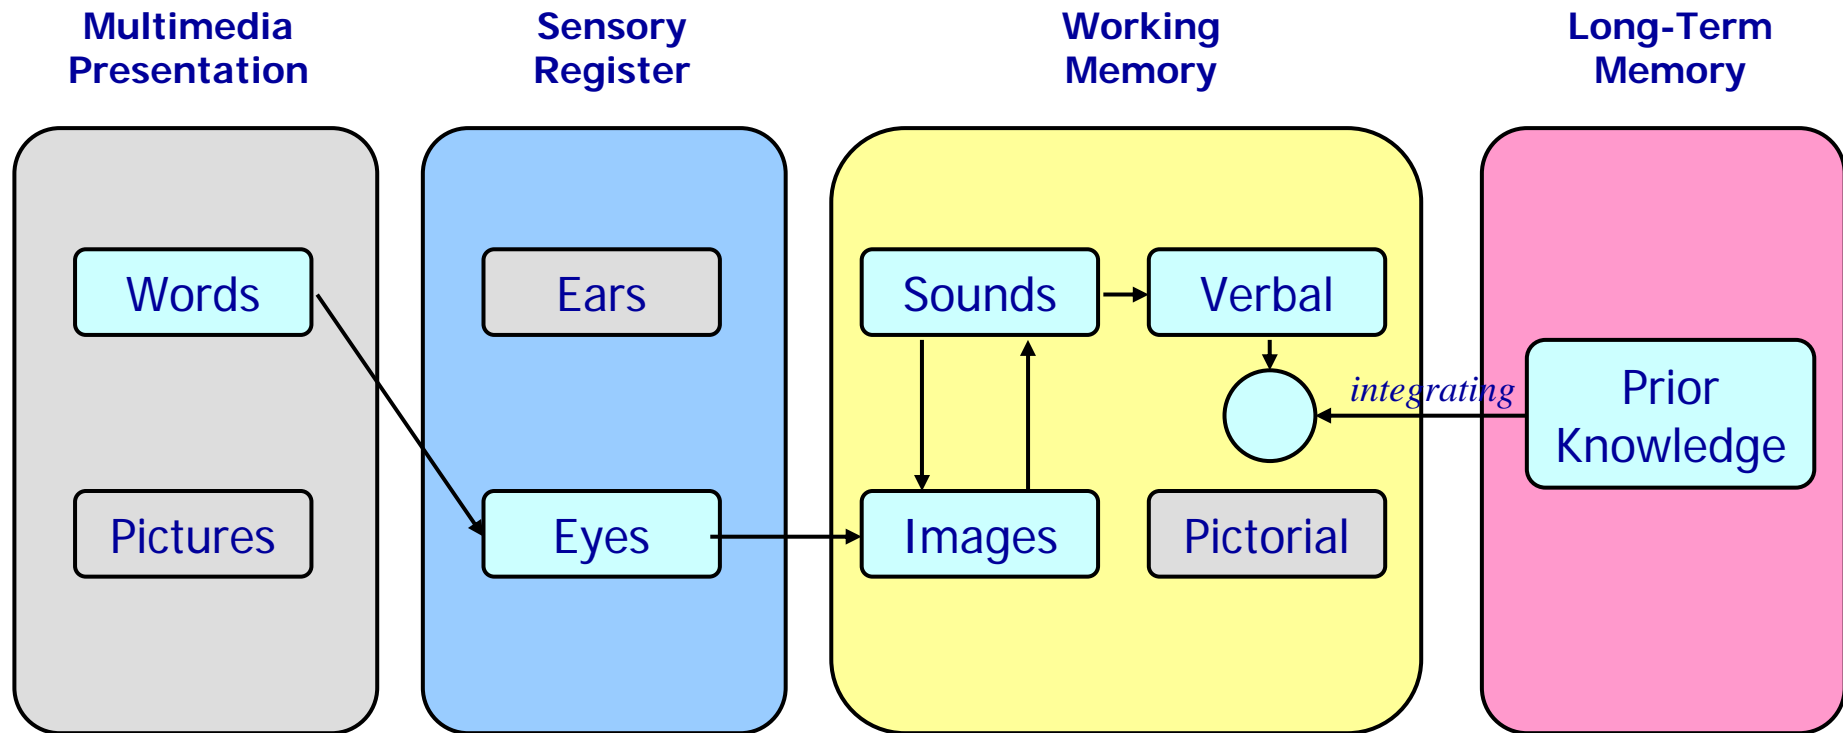 Multimedia
Presentation
Sensory
Register
Working
Memory
Long-Term
Memory
Words
Ears
Sounds
Verbal
integrating
Prior
Knowledge
Pictures
Eyes
Images
Pictorial